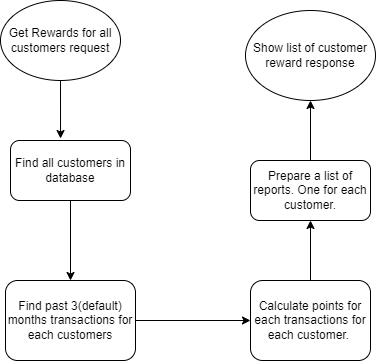 Get Rewards for all
customers request
Find all customers in
database
Find past 3(default)
months transactions for
each customers
Calculate points for
each transactions for
each customer.
Prepare a list of
reports. One for each
customer.
Show list of customer
reward response